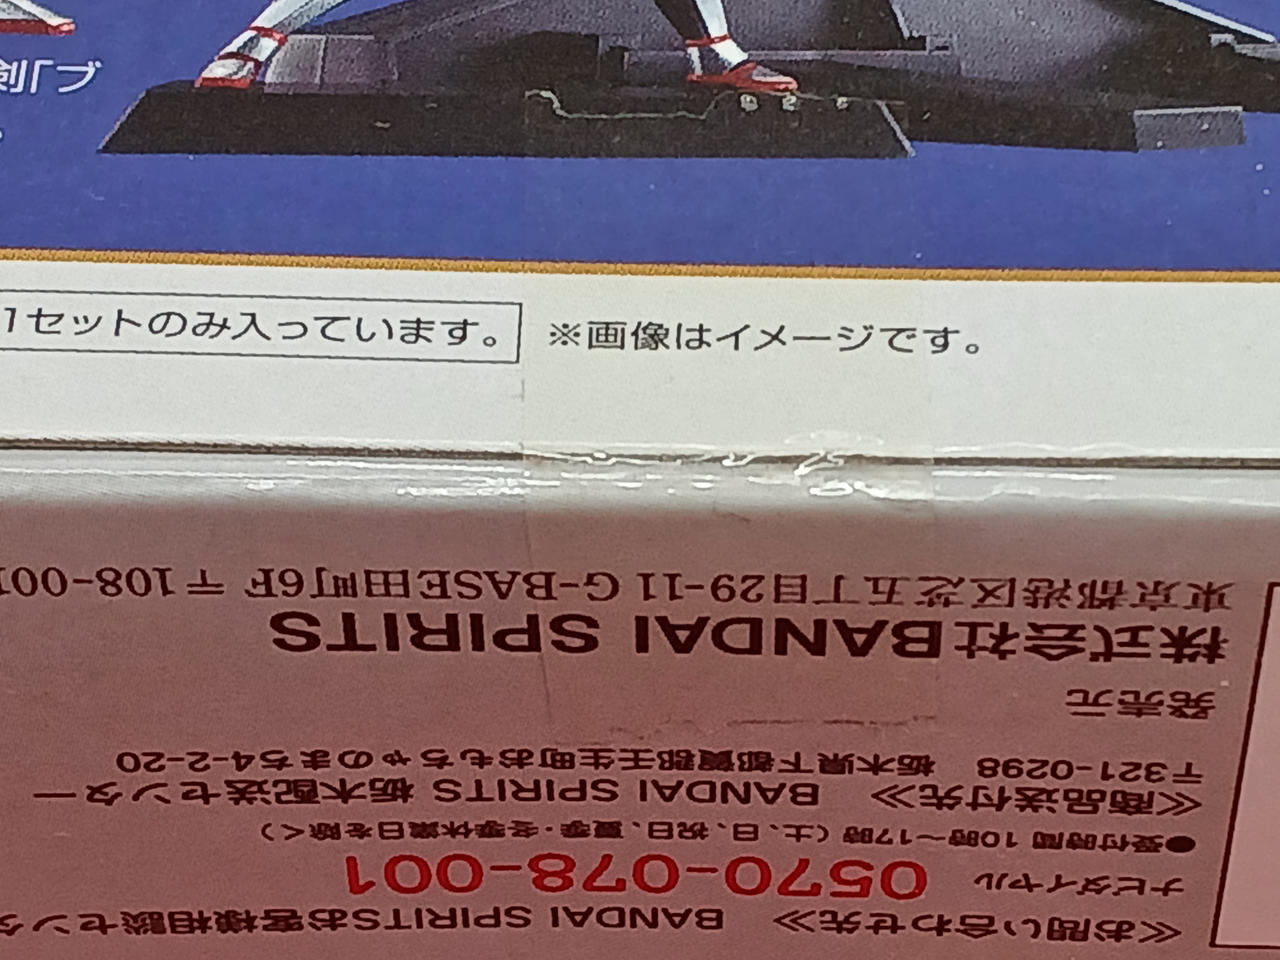 剣「ブ
1セットのみ入っています。
※画像はイメージです。
≪お問い合わせ先≫ BANDAI SPIRITSお客様相談セン
ナビダイヤル 0570-078-001
●受付時間 10時〜17時 (土、日、祝日、夏季・冬季休業日を除く)
≪商品送付先≫ BANDAI SPIRITS 栃木配送センター
〒321-0298 栃木県下都賀郡壬生町おもちゃのまち4-2-20
発売元
株式会社BANDAI SPIRITS
東京都港区芝五丁目29-11 G-BASE田町6F 〒108-001